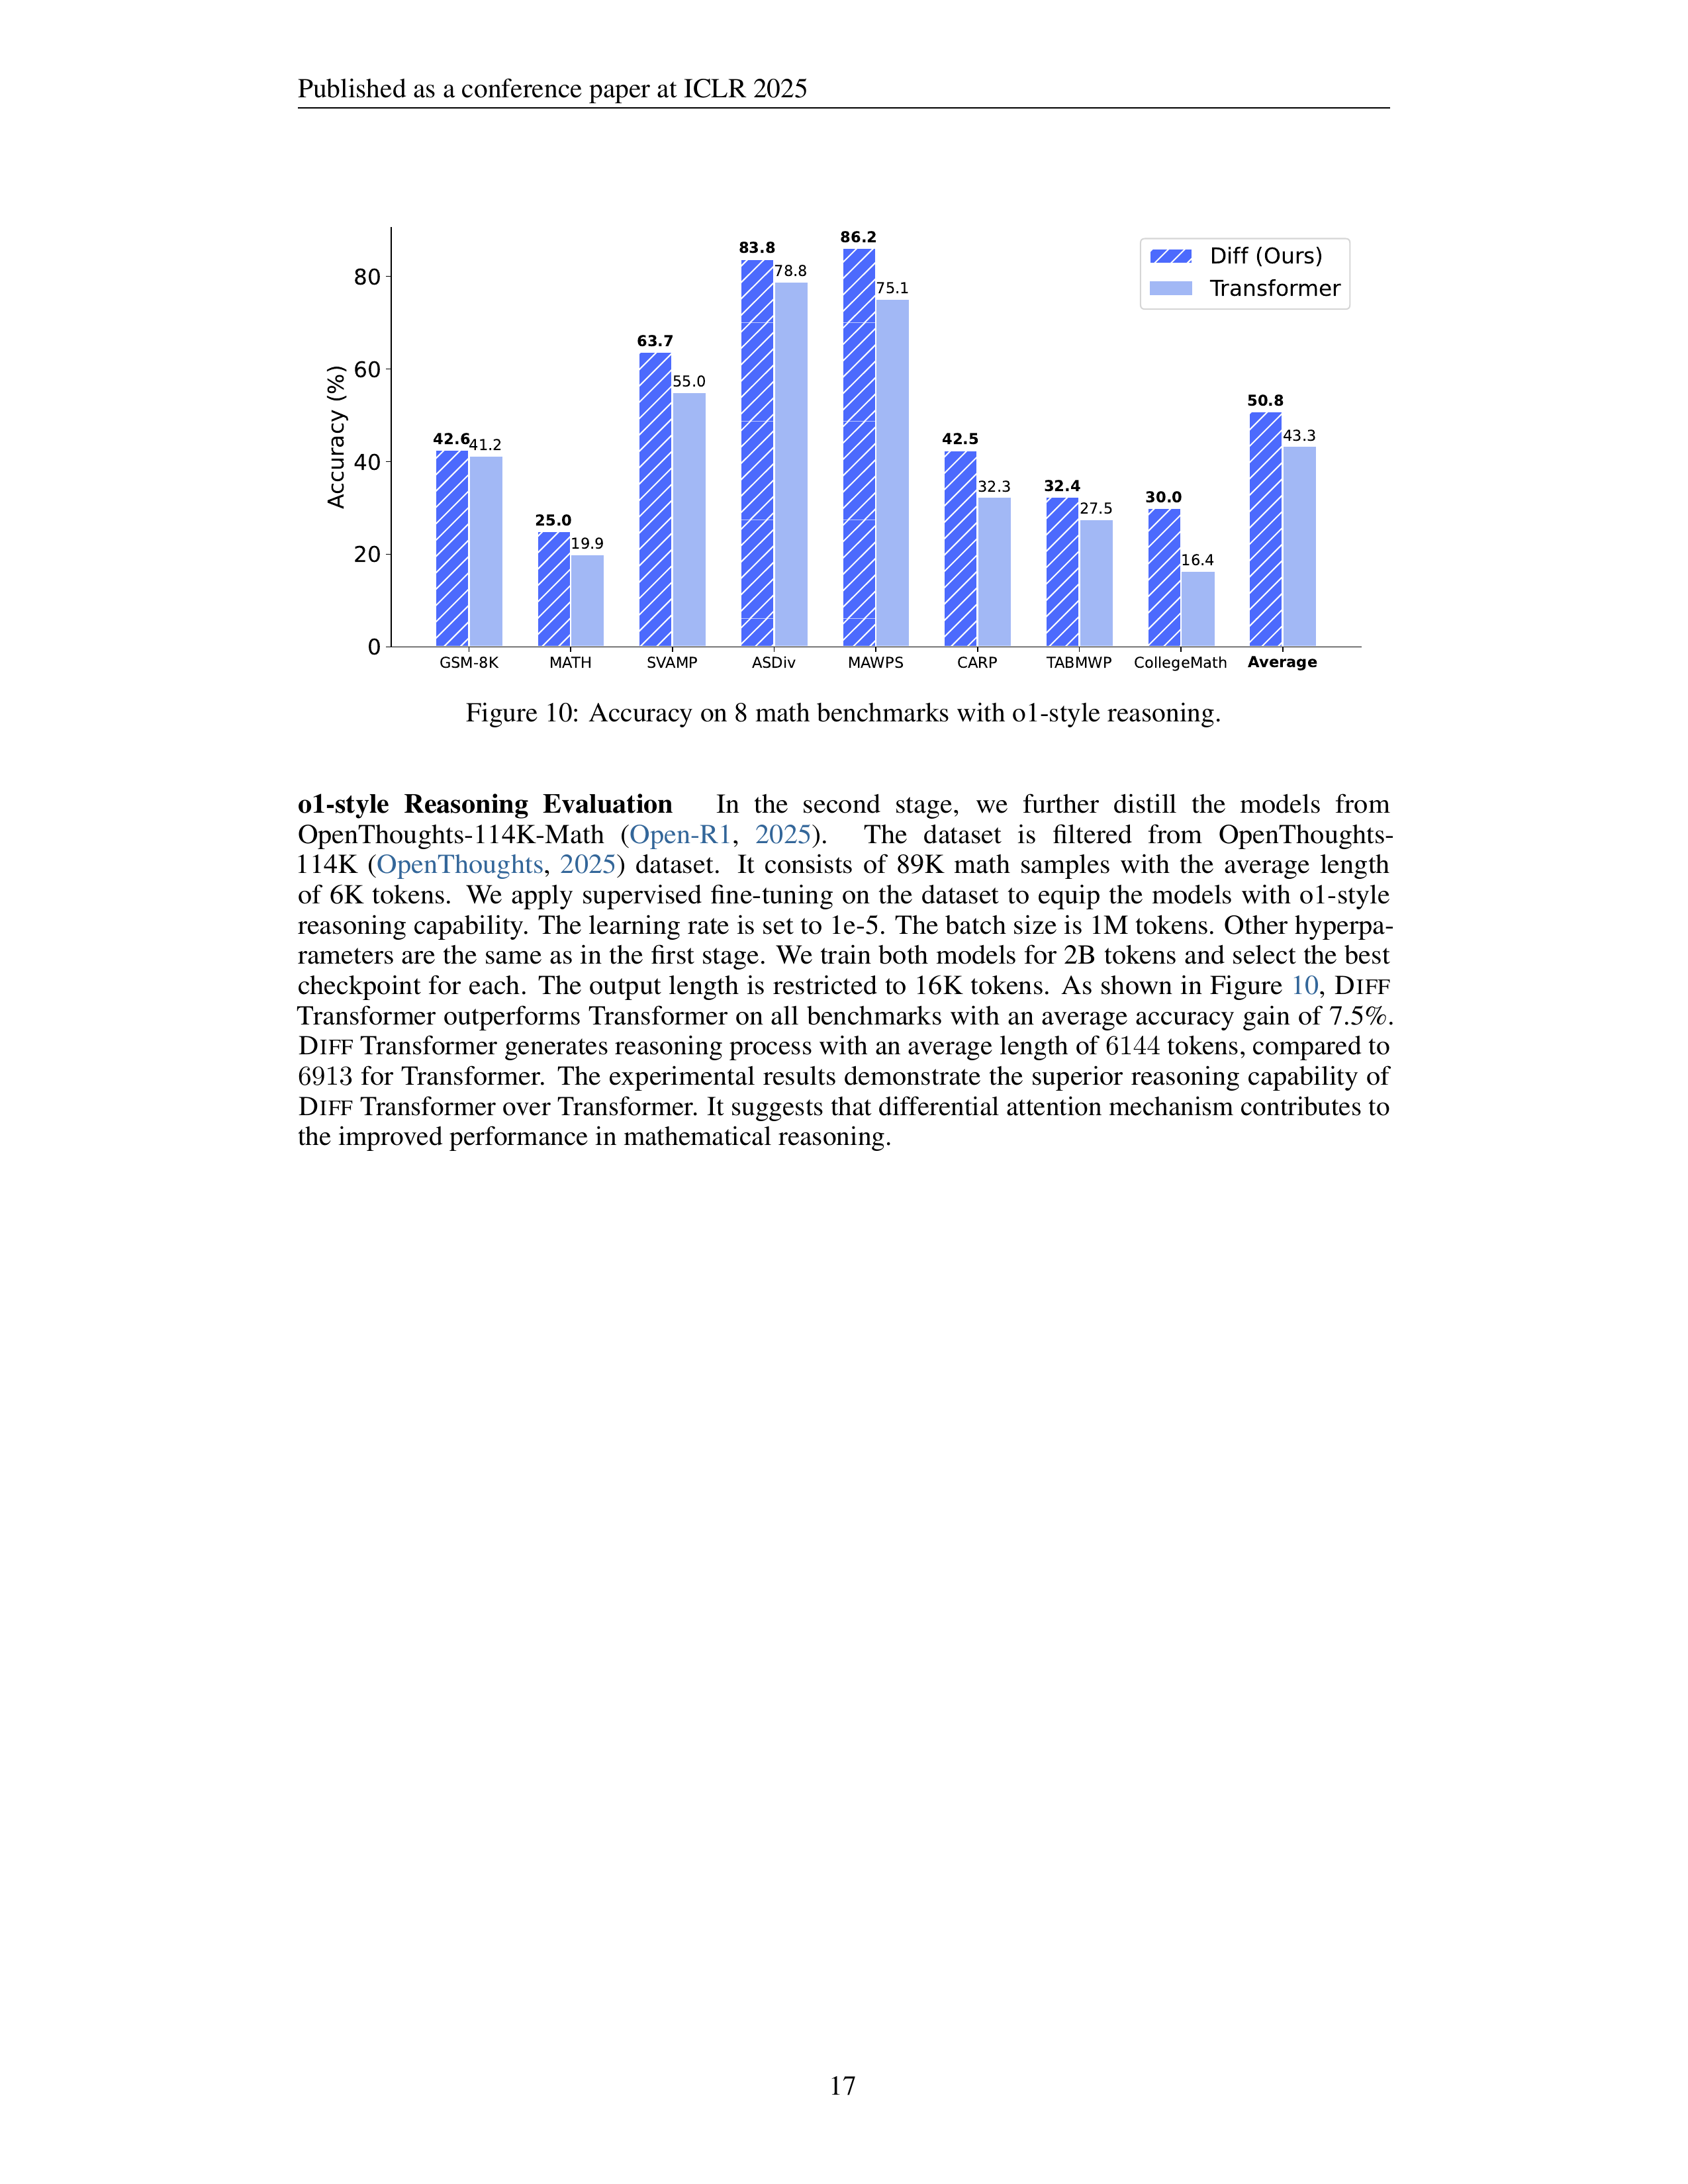 Published as a conference paper at ICLR 2025
Accuracy (%)
80
60
40
20
0
42.6
41.2
25.0
19.9
63.7
55.0
83.8
78.8
86.2
75.1
42.5
32.3
32.4
27.5
30.0
16.4
50.8
43.3
Diff (Ours)
Transformer
GSM-8K
MATH
SVAMP
ASDiv
MAWPS
CARP
TABMWP
CollegeMath
Average
Figure 10: Accuracy on 8 math benchmarks with o1-style reasoning.
o1-style Reasoning Evaluation In the second stage, we further distill the models from
OpenThoughts-114K-Math (Open-R1, 2025). The dataset is filtered from OpenThoughts-
114K (OpenThoughts, 2025) dataset. It consists of 89K math samples with the average length
of 6K tokens. We apply supervised fine-tuning on the dataset to equip the models with o1-style
reasoning capability. The learning rate is set to 1e-5. The batch size is 1M tokens. Other hyperpa-
rameters are the same as in the first stage. We train both models for 2B tokens and select the best
checkpoint for each. The output length is restricted to 16K tokens. As shown in Figure 10, DIFF
Transformer outperforms Transformer on all benchmarks with an average accuracy gain of 7.5%.
DIFF Transformer generates reasoning process with an average length of 6144 tokens, compared to
6913 for Transformer. The experimental results demonstrate the superior reasoning capability of
DIFF Transformer over Transformer. It suggests that differential attention mechanism contributes to
the improved performance in mathematical reasoning.
17